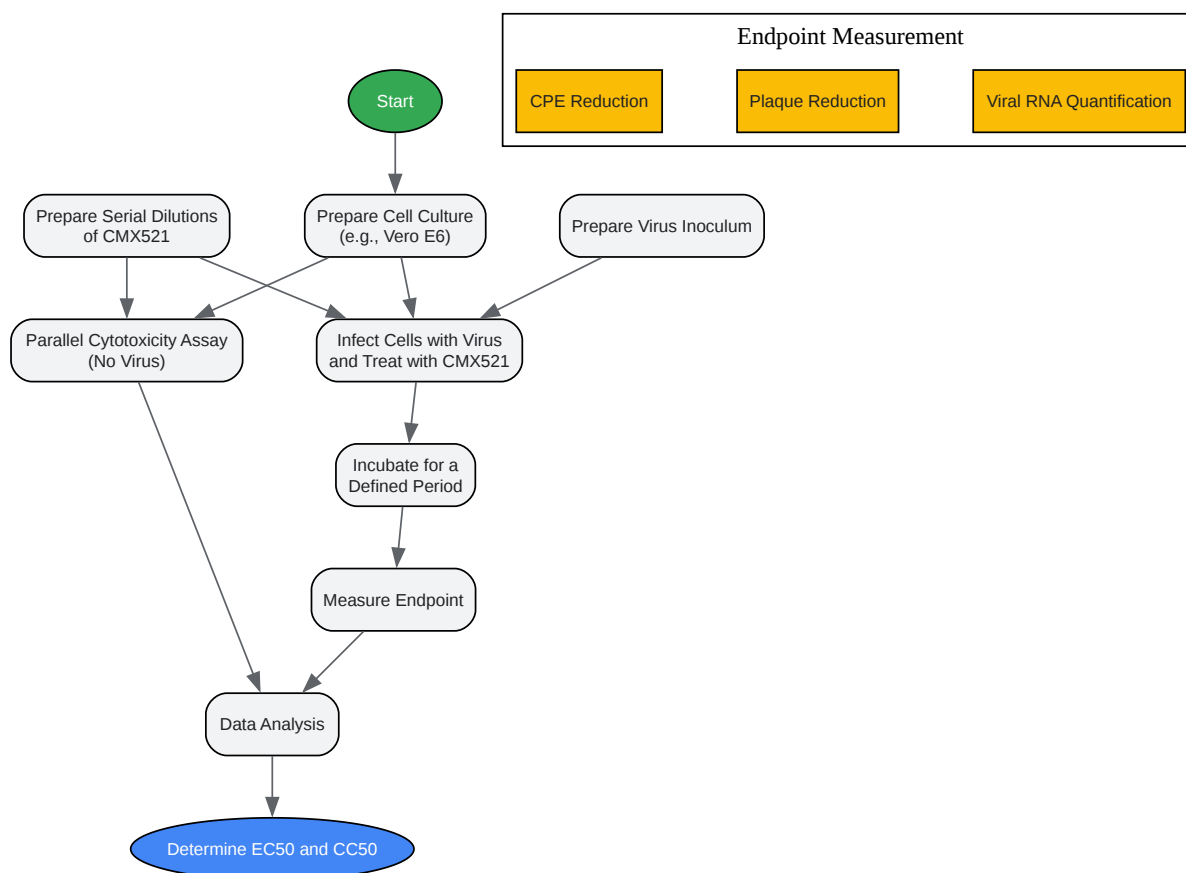 Endpoint Measurement
CPE Reduction
Plaque Reduction
Viral RNA Quantification
Start
Prepare Serial Dilutions
of CMX521
Prepare Cell Culture
(e.g., Vero E6)
Prepare Virus Inoculum
Parallel Cytotoxicity Assay
(No Virus)
Infect Cells with Virus
and Treat with CMX521
Incubate for a
Defined Period
Measure Endpoint
Data Analysis
Determine EC50 and CC50